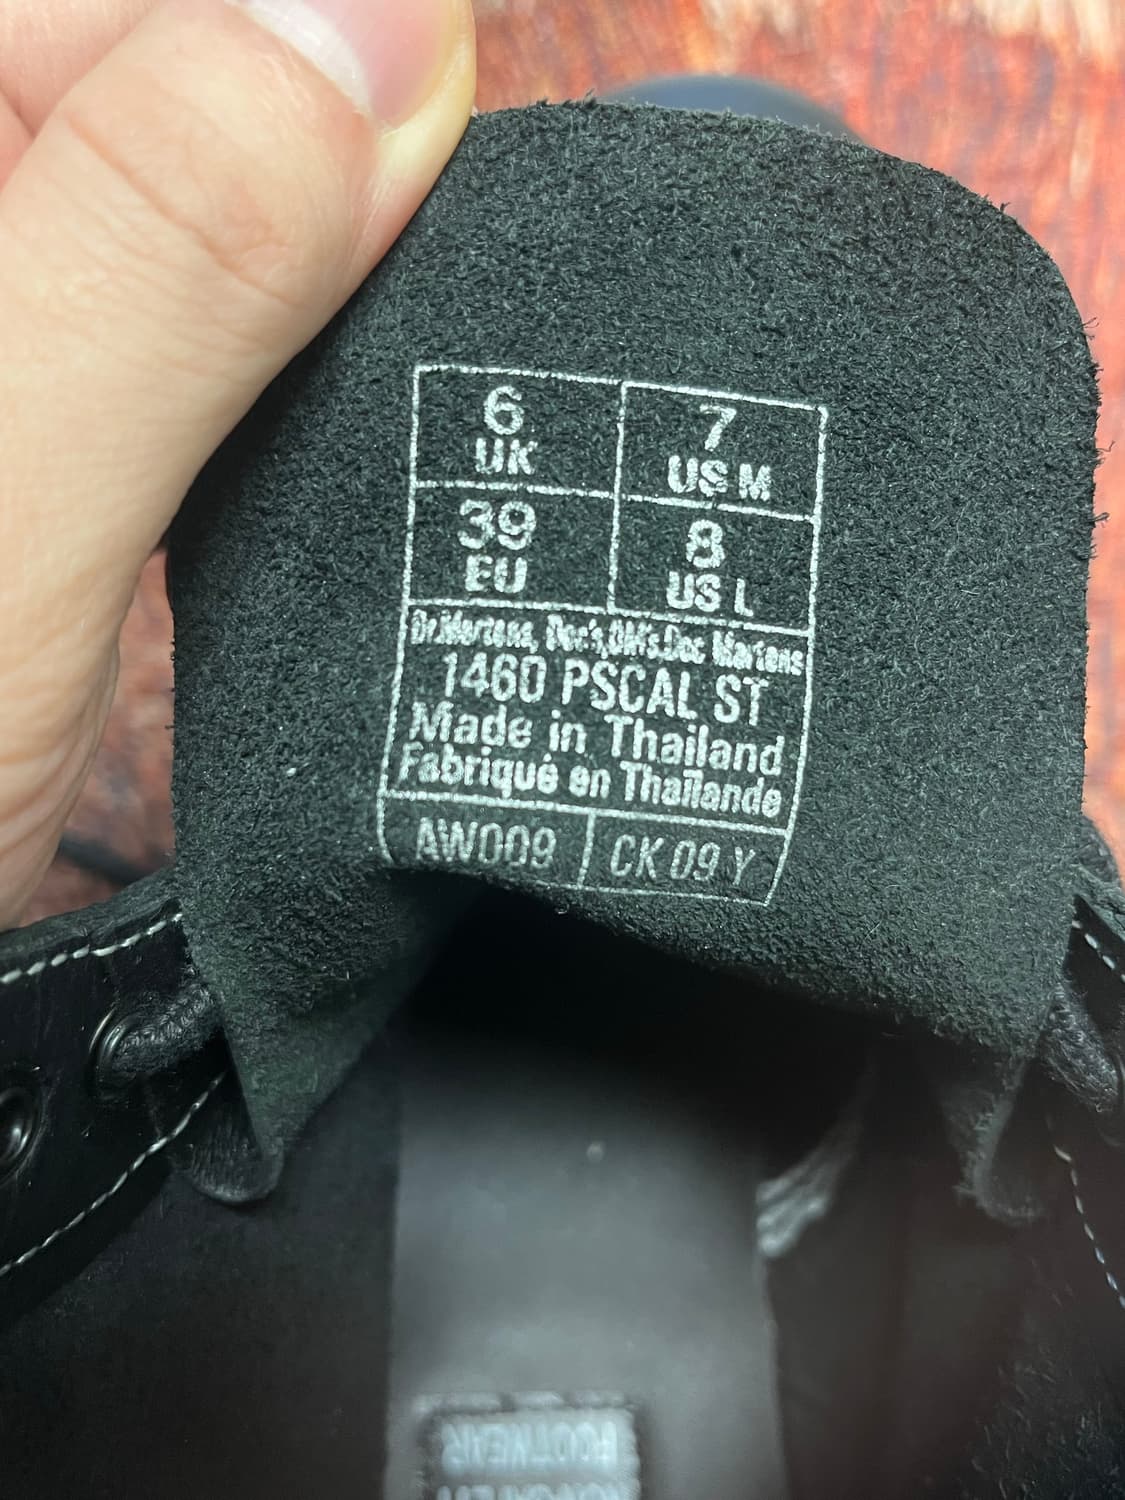 6
UK
7
US M
39
EU
8
US L
Dr.Martens, Doc's,DM's,Doc Martens
1460 PSCAL ST
Made in Thailand
Fabriqué en Thaïlande
AW009
CK 09 Y
FOOTWEAR